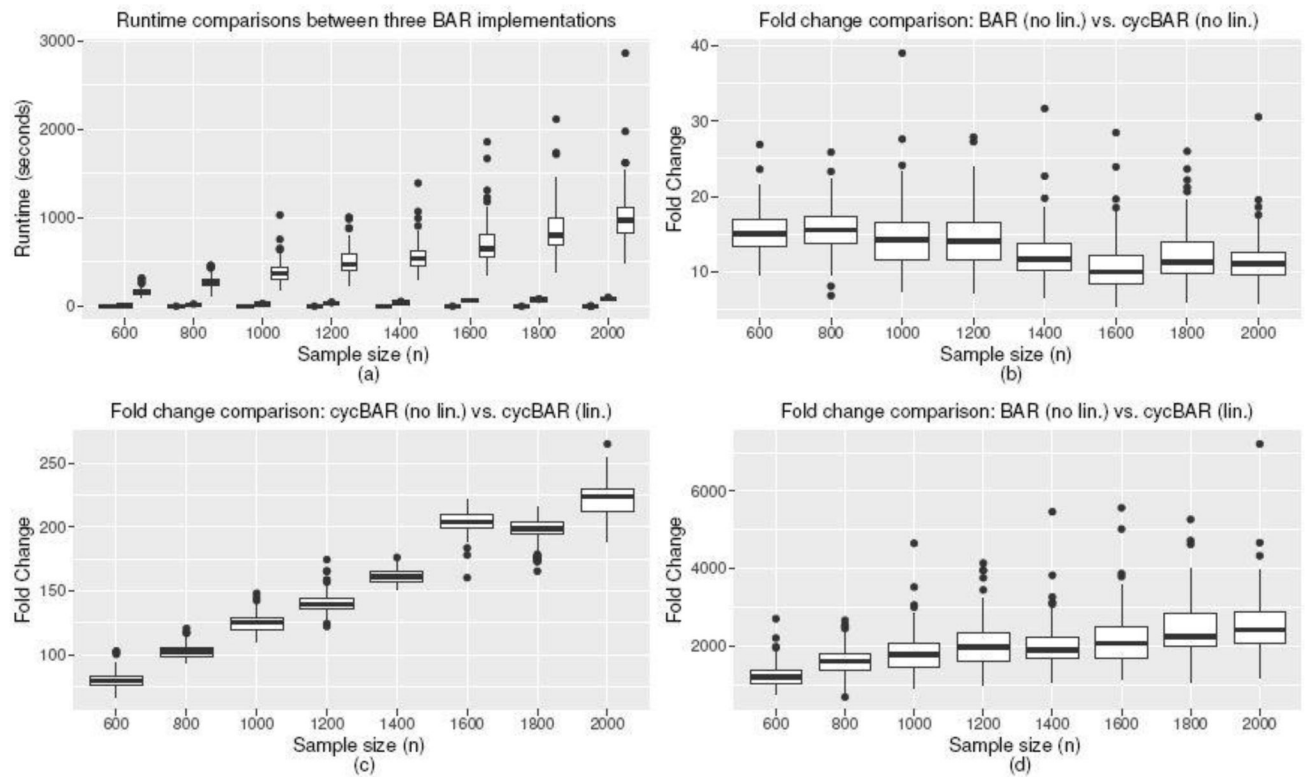 Runtime comparisons between three BAR implementations
3000
2000
1000
0
Runtime (seconds)
600 800 1000 1200 1400 1600 1800 2000
Sample size (n)
(a)
Fold change comparison: BAR (no lin.) vs. cycBAR (no lin.)
40
30
20
10
Fold Change
600 800 1000 1200 1400 1600 1800 2000
Sample size (n)
(b)
Fold change comparison: cycBAR (no lin.) vs. cycBAR (lin.)
250
200
150
100
Fold Change
600 800 1000 1200 1400 1600 1800 2000
Sample size (n)
(c)
Fold change comparison: BAR (no lin.) vs. cycBAR (lin.)
6000
4000
2000
Fold Change
600 800 1000 1200 1400 1600 1800 2000
Sample size (n)
(d)